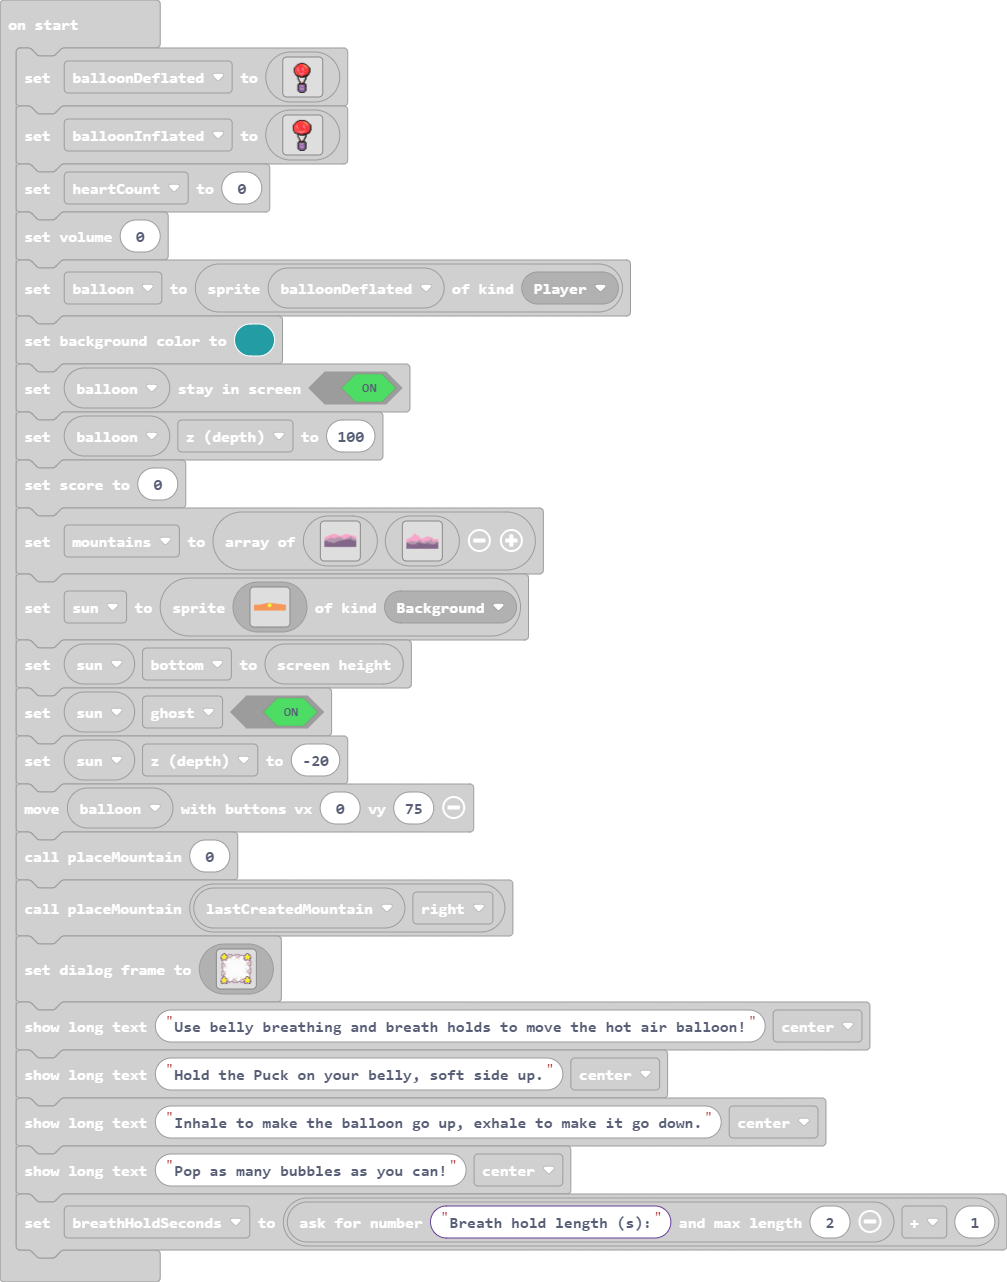 on start
set balloonDeflated to
set balloonInflated to
set heartCount to 0
set volume 0
set balloon to sprite balloonDeflated of kind Player
set background color to
set balloon stay in screen ON
set balloon z (depth) to 100
set score to 0
set mountains to array of
set sun to sprite of kind Background
set sun bottom to screen height
set sun ghost ON
set sun z (depth) to -20
move balloon with buttons vx 0 vy 75
call placeMountain 0
call placeMountain lastCreatedMountain right
set dialog frame to
show long text "Use belly breathing and breath holds to move the hot air balloon!" center
show long text "Hold the Puck on your belly, soft side up." center
show long text "Inhale to make the balloon go up, exhale to make it go down." center
show long text "Pop as many bubbles as you can!" center
set breathHoldSeconds to ask for number "Breath hold length (s):" and max length 2 + 1